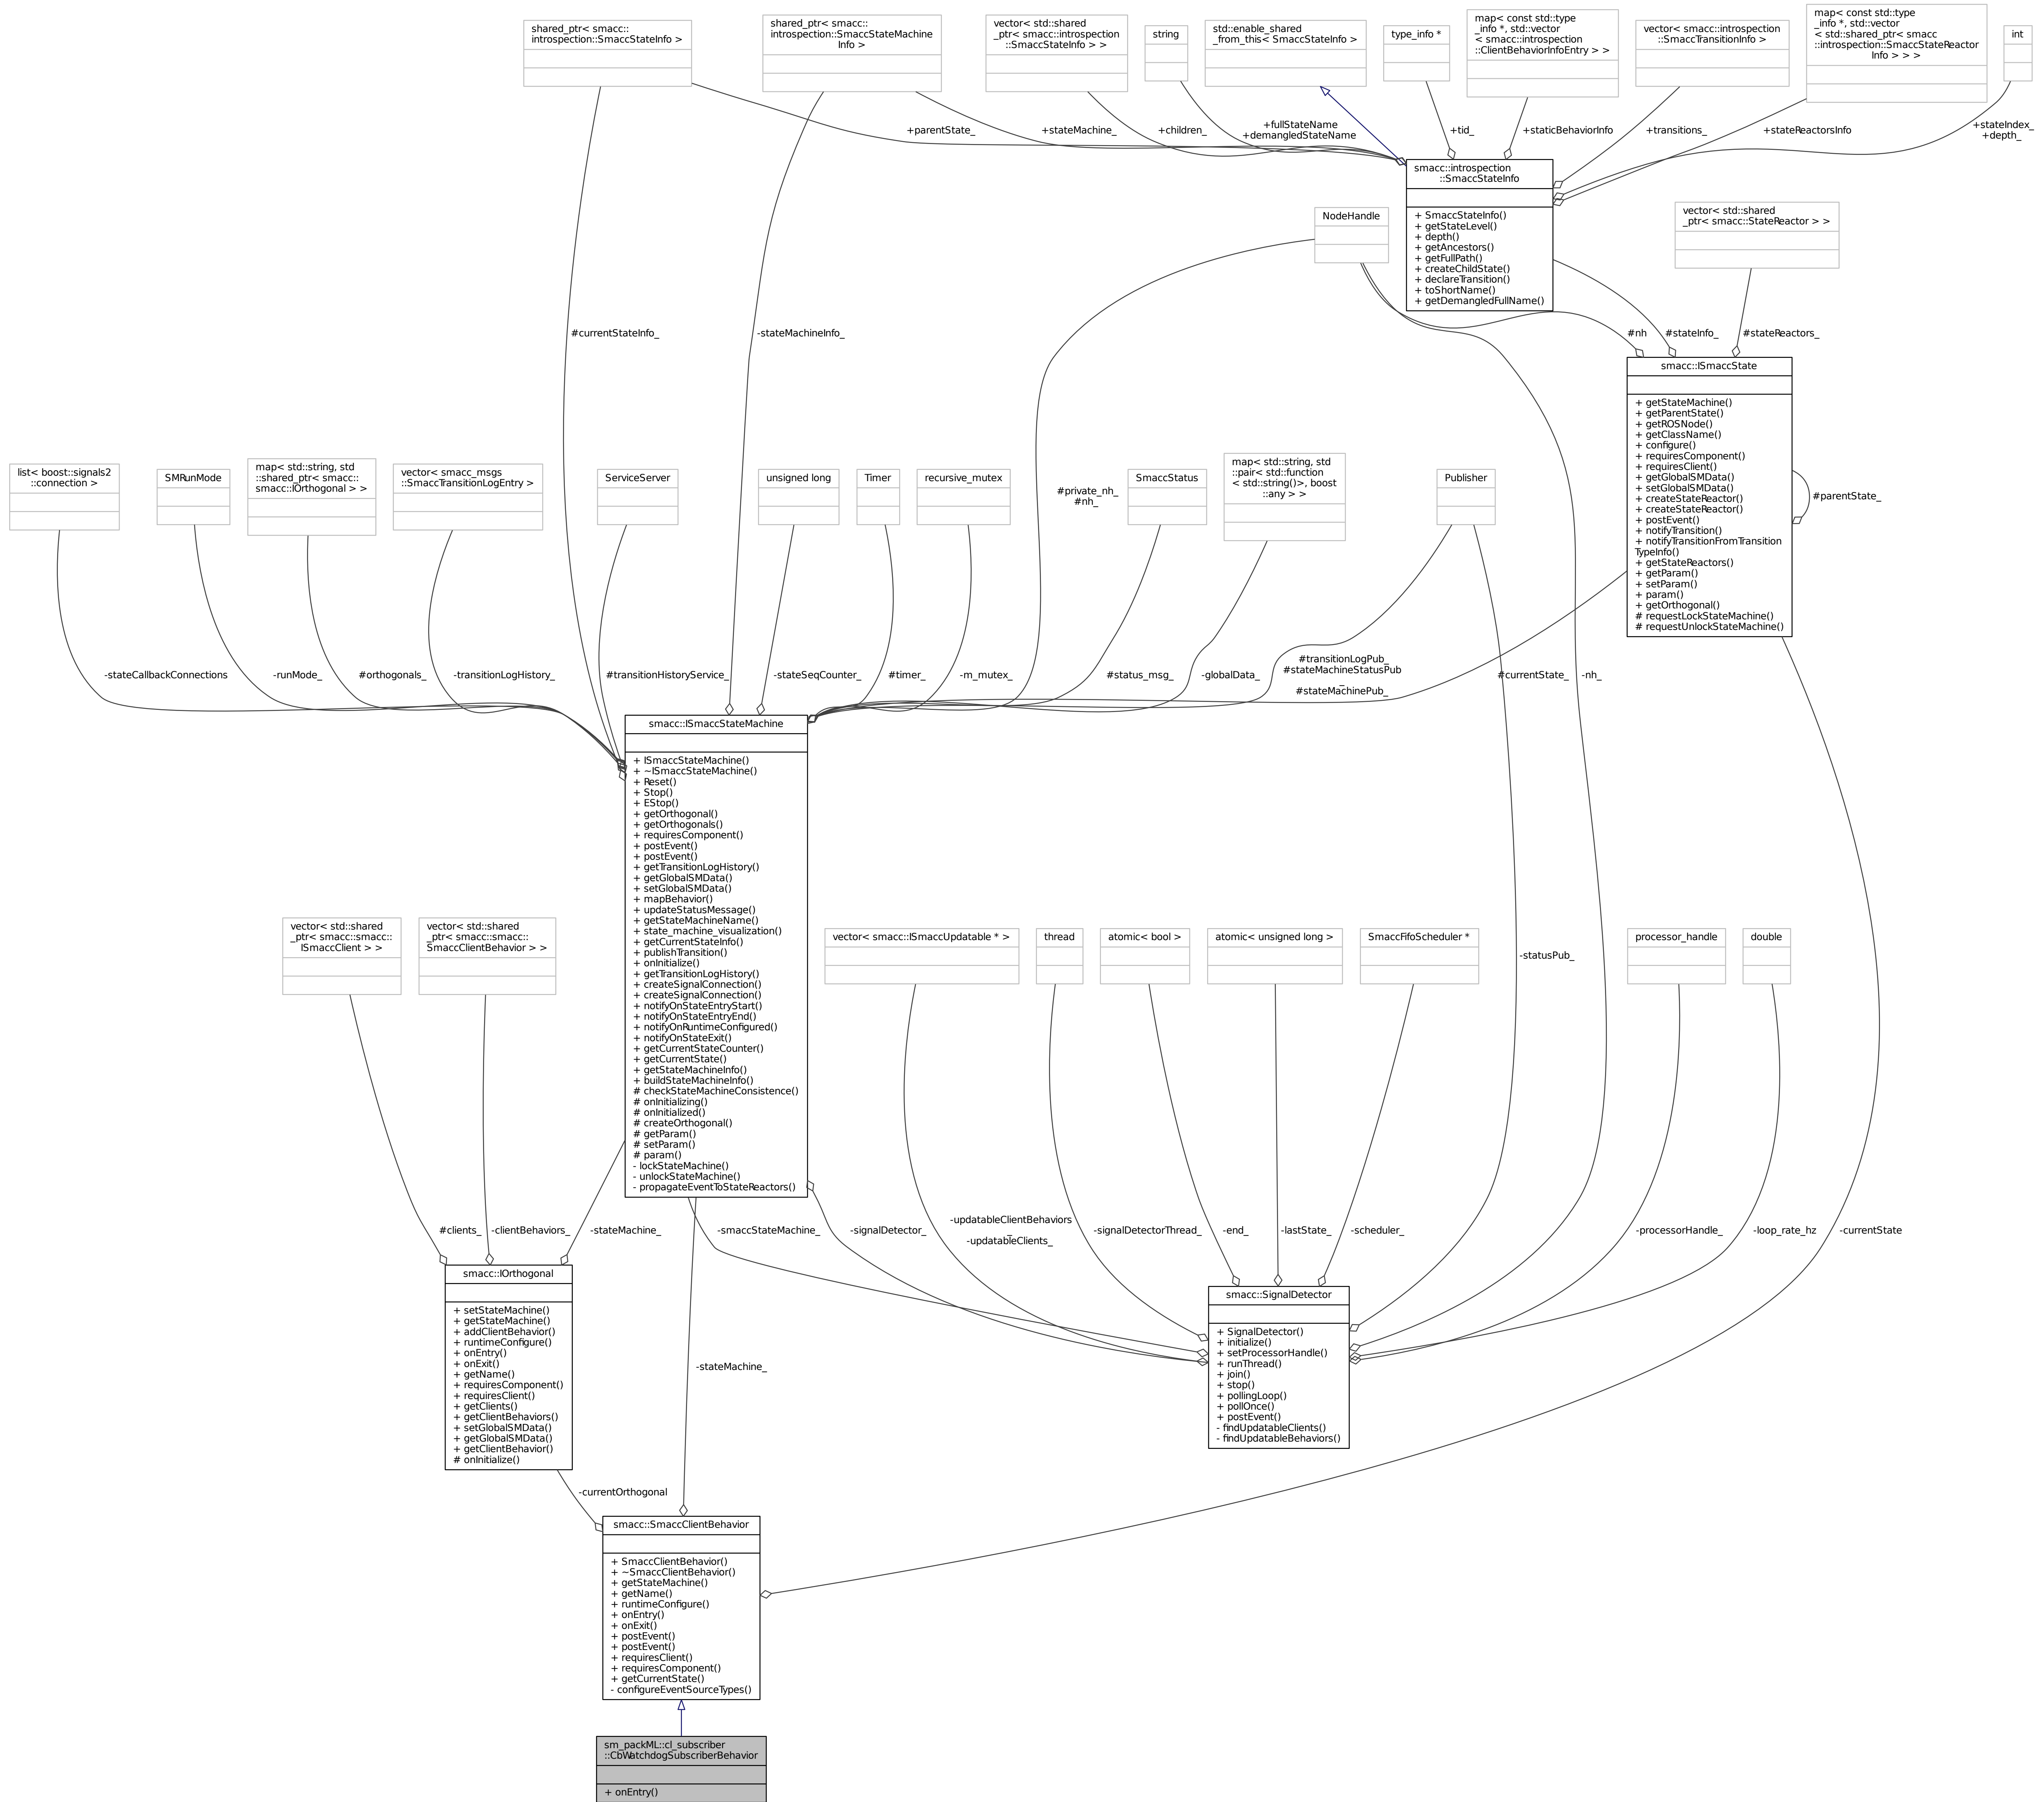 shared_ptr< smacc::
introspection::SmaccStateInfo >
shared_ptr< smacc::
introspection::SmaccStateMachine
Info >
vector< std::shared
_ptr< smacc::introspection
::SmaccStateInfo > >
string
std::enable_shared
_from_this< SmaccStateInfo >
type_info *
map< const std::type
_info *, std::vector
< smacc::introspection
::ClientBehaviorInfoEntry > >
vector< smacc::introspection
::SmaccTransitionInfo >
map< const std::type
_info *, std::vector
< std::shared_ptr< smacc
::introspection::SmaccStateReactor
Info > > >
int
+parentState_
+stateMachine_
+children_
+fullStateName
+demangledStateName
+tid_
+staticBehaviorInfo
+transitions_
+stateReactorsInfo
+stateIndex_
+depth_
smacc::introspection
::SmaccStateInfo
+ SmaccStateInfo()
+ getStateLevel()
+ depth()
+ getAncestors()
+ getFullPath()
+ createChildState()
+ declareTransition()
+ toShortName()
+ getDemangledFullName()
NodeHandle
vector< std::shared
_ptr< smacc::StateReactor > >
#currentStateInfo_
-stateMachineInfo_
#nh
#stateInfo_
#stateReactors_
smacc::ISmaccState
+ getStateMachine()
+ getParentState()
+ getROSNode()
+ getClassName()
+ configure()
+ requiresComponent()
+ requiresClient()
+ getGlobalSMData()
+ setGlobalSMData()
+ createStateReactor()
+ createStateReactor()
+ postEvent()
+ notifyTransition()
+ notifyTransitionFromTransition
TypeInfo()
+ getStateReactors()
+ getParam()
+ setParam()
+ param()
+ getOrthogonal()
# requestLockStateMachine()
# requestUnlockStateMachine()
#parentState_
list< boost::signals2
::connection >
SMRunMode
map< std::string, std
::shared_ptr< smacc::
smacc::IOrthogonal > >
vector< smacc_msgs
::SmaccTransitionLogEntry >
ServiceServer
unsigned long
Timer
recursive_mutex
#private_nh_
#nh_
SmaccStatus
map< std::string, std
::pair< std::function
< std::string()>, boost
::any > >
Publisher
-stateCallbackConnections
-runMode_
#orthogonals_
-transitionLogHistory_
#transitionHistoryService_
-stateSeqCounter_
#timer_
-m_mutex_
#status_msg_
-globalData_
#transitionLogPub_
#stateMachineStatusPub
_
#stateMachinePub_
#currentState_
-nh_
smacc::ISmaccStateMachine
+ ISmaccStateMachine()
+ ~ISmaccStateMachine()
+ Reset()
+ Stop()
+ EStop()
+ getOrthogonal()
+ getOrthogonals()
+ requiresComponent()
+ postEvent()
+ postEvent()
+ getTransitionLogHistory()
+ getGlobalSMData()
+ setGlobalSMData()
+ mapBehavior()
+ updateStatusMessage()
+ getStateMachineName()
+ state_machine_visualization()
+ getCurrentStateInfo()
+ publishTransition()
+ onInitialize()
+ getTransitionLogHistory()
+ createSignalConnection()
+ createSignalConnection()
+ notifyOnStateEntryStart()
+ notifyOnStateEntryEnd()
+ notifyOnRuntimeConfigured()
+ notifyOnStateExit()
+ getCurrentStateCounter()
+ getCurrentState()
+ getStateMachineInfo()
+ buildStateMachineInfo()
# checkStateMachineConsistence()
# onInitializing()
# onInitialized()
# createOrthogonal()
# getParam()
# setParam()
# param()
- lockStateMachine()
- unlockStateMachine()
- propagateEventToStateReactors()
vector< std::shared
_ptr< smacc::smacc::
ISmaccClient > >
vector< std::shared
_ptr< smacc::smacc::
SmaccClientBehavior > >
vector< smacc::ISmaccUpdatable * >
thread
atomic< bool >
atomic< unsigned long >
SmaccFifoScheduler *
-statusPub_
processor_handle
double
#clients_
-clientBehaviors_
-stateMachine_
-smaccStateMachine_
-signalDetector_
-updatableClientBehaviors
_
-updatableClients_
-signalDetectorThread_
-end_
-lastState_
-scheduler_
-processorHandle_
-loop_rate_hz
-currentState
smacc::IOrthogonal
+ setStateMachine()
+ getStateMachine()
+ addClientBehavior()
+ runtimeConfigure()
+ onEntry()
+ onExit()
+ getName()
+ requiresComponent()
+ requiresClient()
+ getClients()
+ getClientBehaviors()
+ setGlobalSMData()
+ getGlobalSMData()
+ getClientBehavior()
# onInitialize()
-stateMachine_
smacc::SignalDetector
+ SignalDetector()
+ initialize()
+ setProcessorHandle()
+ runThread()
+ join()
+ stop()
+ pollingLoop()
+ pollOnce()
+ postEvent()
- findUpdatableClients()
- findUpdatableBehaviors()
-currentOrthogonal
smacc::SmaccClientBehavior
+ SmaccClientBehavior()
+ ~SmaccClientBehavior()
+ getStateMachine()
+ getName()
+ runtimeConfigure()
+ onEntry()
+ onExit()
+ postEvent()
+ postEvent()
+ requiresClient()
+ requiresComponent()
+ getCurrentState()
- configureEventSourceTypes()
sm_packML::cl_subscriber
::CbWatchdogSubscriberBehavior
+ onEntry()